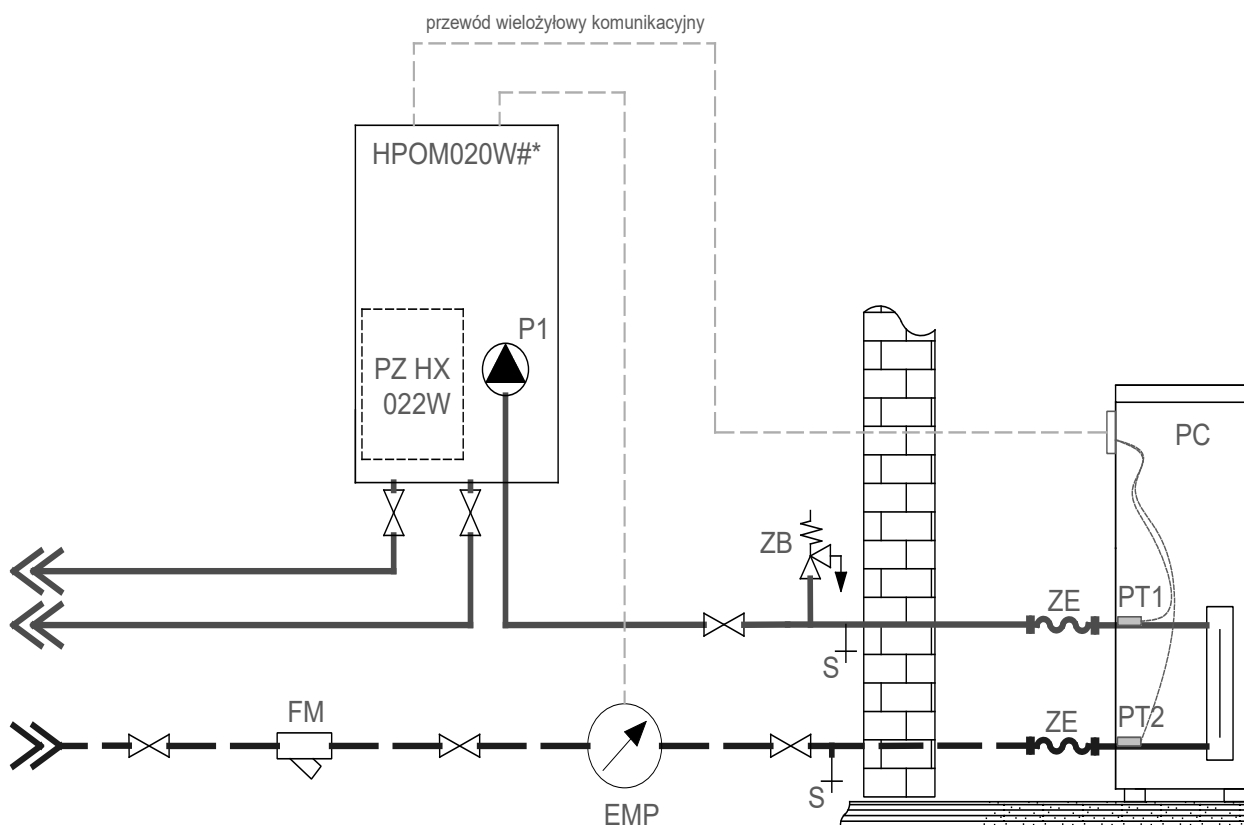 przewód wielożyłowy komunikacyjny
HPOM020W#*
P1
PZ HX
022W
PC
ZB
ZE
PT1
S
FM
ZE
PT2
S
EMP